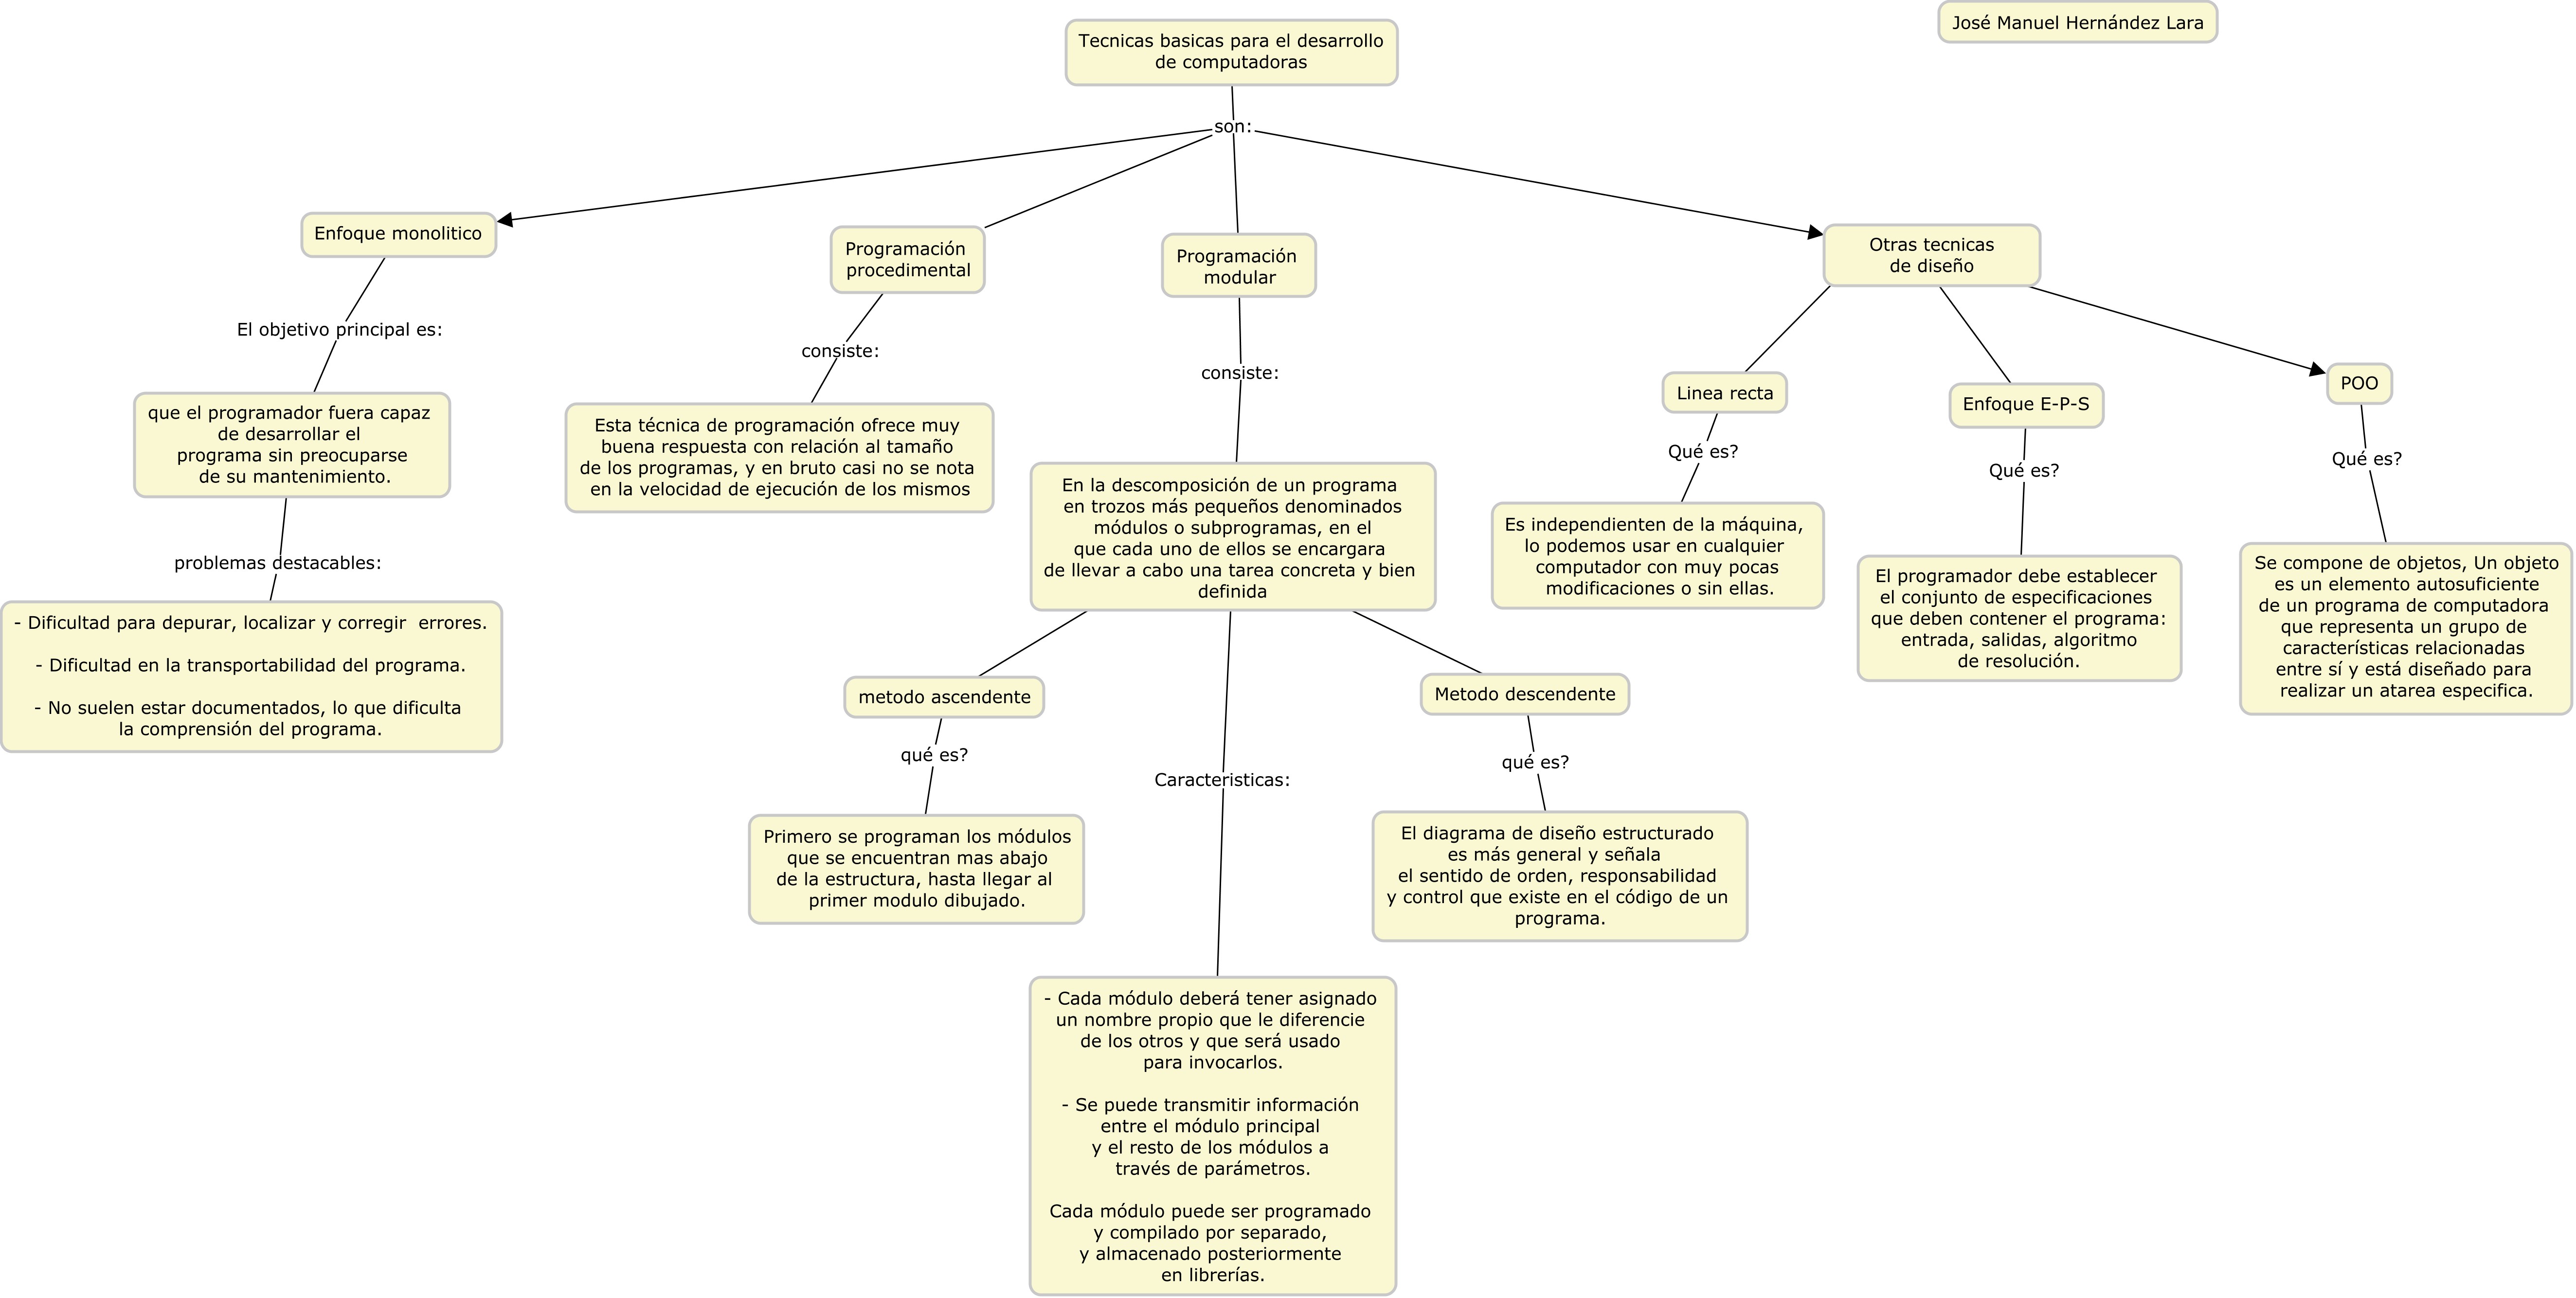 José Manuel Hernández Lara
Tecnicas basicas para el desarrollo
de computadoras
son:
Enfoque monolitico
El objetivo principal es:
que el programador fuera capaz
de desarrollar el
programa sin preocuparse
de su mantenimiento.
problemas destacables:
- Dificultad para depurar, localizar y corregir  errores.
- Dificultad en la transportabilidad del programa.
- No suelen estar documentados, lo que dificulta
la comprensión del programa.
Programación
procedimental
consiste:
Esta técnica de programación ofrece muy
buena respuesta con relación al tamaño
de los programas, y en bruto casi no se nota
en la velocidad de ejecución de los mismos
Programación
modular
consiste:
En la descomposición de un programa
en trozos más pequeños denominados
módulos o subprogramas, en el
que cada uno de ellos se encargara
de llevar a cabo una tarea concreta y bien
definida
metodo ascendente
qué es?
Primero se programan los módulos
que se encuentran mas abajo
de la estructura, hasta llegar al
primer modulo dibujado.
Caracteristicas:
- Cada módulo deberá tener asignado
un nombre propio que le diferencie
de los otros y que será usado
para invocarlos.
- Se puede transmitir información
entre el módulo principal
y el resto de los módulos a
través de parámetros.
Cada módulo puede ser programado
y compilado por separado,
y almacenado posteriormente
en librerías.
Metodo descendente
qué es?
El diagrama de diseño estructurado
es más general y señala
el sentido de orden, responsabilidad
y control que existe en el código de un
programa.
Otras tecnicas
de diseño
Linea recta
Qué es?
Es independienten de la máquina,
lo podemos usar en cualquier
computador con muy pocas
modificaciones o sin ellas.
Enfoque E-P-S
Qué es?
El programador debe establecer
el conjunto de especificaciones
que deben contener el programa:
entrada, salidas, algoritmo
de resolución.
POO
Qué es?
Se compone de objetos, Un objeto
es un elemento autosuficiente
de un programa de computadora
que representa un grupo de
características relacionadas
entre sí y está diseñado para
realizar un atarea especifica.